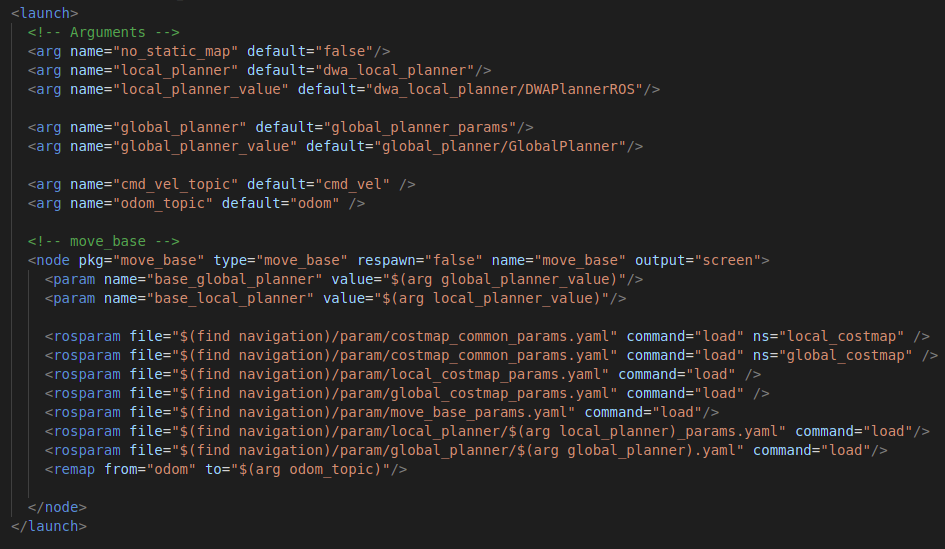 <launch>
<!-- Arguments -->
<arg name="no_static_map" default="false"/>
<arg name="local_planner" default="dwa_local_planner"/>
<arg name="local_planner_value" default="dwa_local_planner/DWAPlannerROS"/>
<arg name="global_planner" default="global_planner_params"/>
<arg name="global_planner_value" default="global_planner/GlobalPlanner"/>
<arg name="cmd_vel_topic" default="cmd_vel" />
<arg name="odom_topic" default="odom" />
<!-- move_base -->
<node pkg="move_base" type="move_base" respawn="false" name="move_base" output="screen">
<param name="base_global_planner" value="$(arg global_planner_value)"/>
<param name="base_local_planner" value="$(arg local_planner_value)"/>
<rosparam file="$(find navigation)/param/costmap_common_params.yaml" command="load" ns="local_costmap" />
<rosparam file="$(find navigation)/param/costmap_common_params.yaml" command="load" ns="global_costmap" />
<rosparam file="$(find navigation)/param/local_costmap_params.yaml" command="load" />
<rosparam file="$(find navigation)/param/global_costmap_params.yaml" command="load" />
<rosparam file="$(find navigation)/param/move_base_params.yaml" command="load"/>
<rosparam file="$(find navigation)/param/local_planner/$(arg local_planner)_params.yaml" command="load"/>
<rosparam file="$(find navigation)/param/global_planner/$(arg global_planner).yaml" command="load"/>
<remap from="odom" to="$(arg odom_topic)"/>
</node>
</launch>